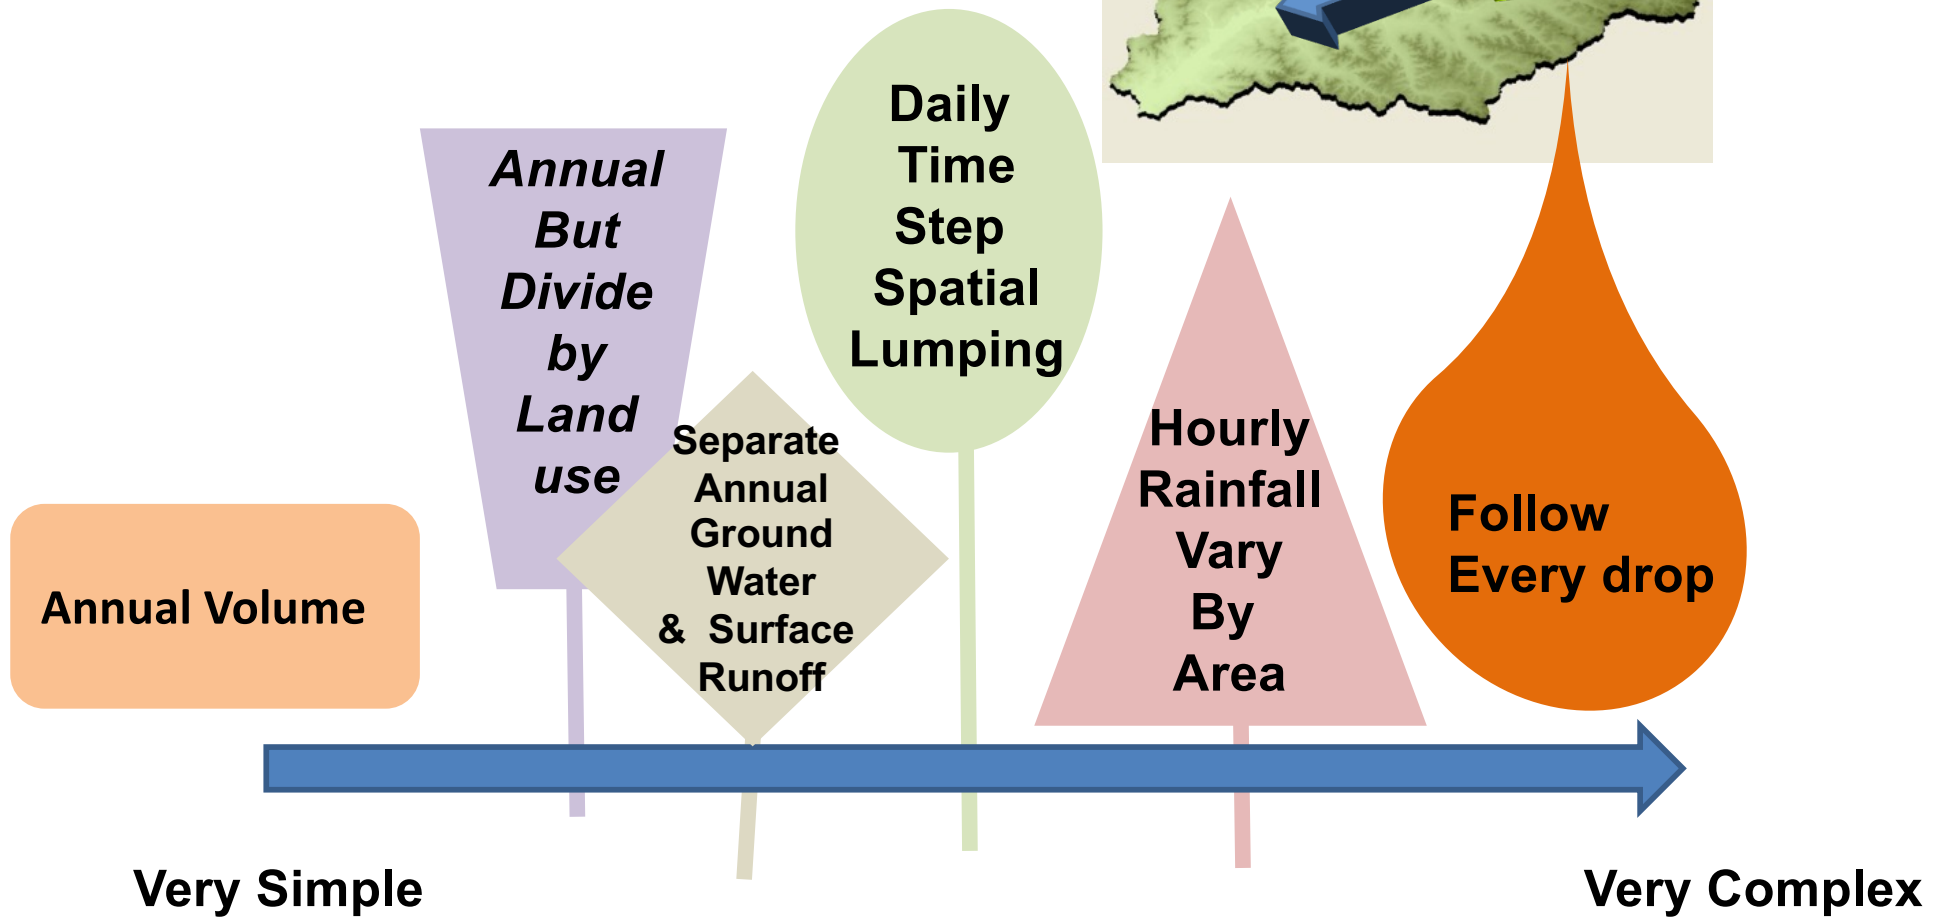 Annual
But
Divide
by
Land
use
Separate
Annual
Ground
Water
& Surface
Runoff
Daily
Time
Step
Spatial
Lumping
Hourly
Rainfall
Vary
By
Area
Follow
Every drop
Annual Volume
Very Simple
Very Complex